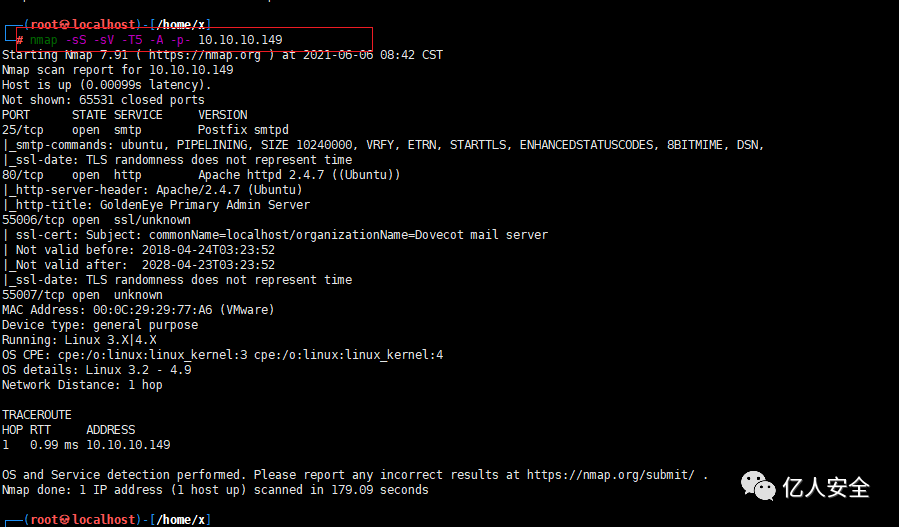 ┌──(root㉿localhost)-[/home/x]
└─# nmap -sS -sV -T5 -A -p- 10.10.10.149
Starting Nmap 7.91 ( https://nmap.org ) at 2021-06-06 08:42 CST
Nmap scan report for 10.10.10.149
Host is up (0.00099s latency).
Not shown: 65531 closed ports
PORT      STATE SERVICE     VERSION
25/tcp    open  smtp        Postfix smtpd
|_smtp-commands: ubuntu, PIPELINING, SIZE 10240000, VRFY, ETRN, STARTTLS, ENHANCEDSTATUSCODES, 8BITMIME, DSN,
|_ssl-date: TLS randomness does not represent time
80/tcp    open  http        Apache httpd 2.4.7 ((Ubuntu))
|_http-server-header: Apache/2.4.7 (Ubuntu)
|_http-title: GoldenEye Primary Admin Server
55006/tcp open  ssl/unknown
| ssl-cert: Subject: commonName=localhost/organizationName=Dovecot mail server
| Not valid before: 2018-04-24T03:23:52
|_Not valid after:  2028-04-23T03:23:52
|_ssl-date: TLS randomness does not represent time
55007/tcp open  unknown
MAC Address: 00:0C:29:29:77:A6 (VMware)
Device type: general purpose
Running: Linux 3.X|4.X
OS CPE: cpe:/o:linux:linux_kernel:3 cpe:/o:linux:linux_kernel:4
OS details: Linux 3.2 - 4.9
Network Distance: 1 hop
TRACEROUTE
HOP RTT     ADDRESS
1   0.99 ms 10.10.10.149
OS and Service detection performed. Please report any incorrect results at https://nmap.org/submit/ .
Nmap done: 1 IP address (1 host up) scanned in 179.09 seconds
亿人安全
┌──(root㉿localhost)-[/home/x]